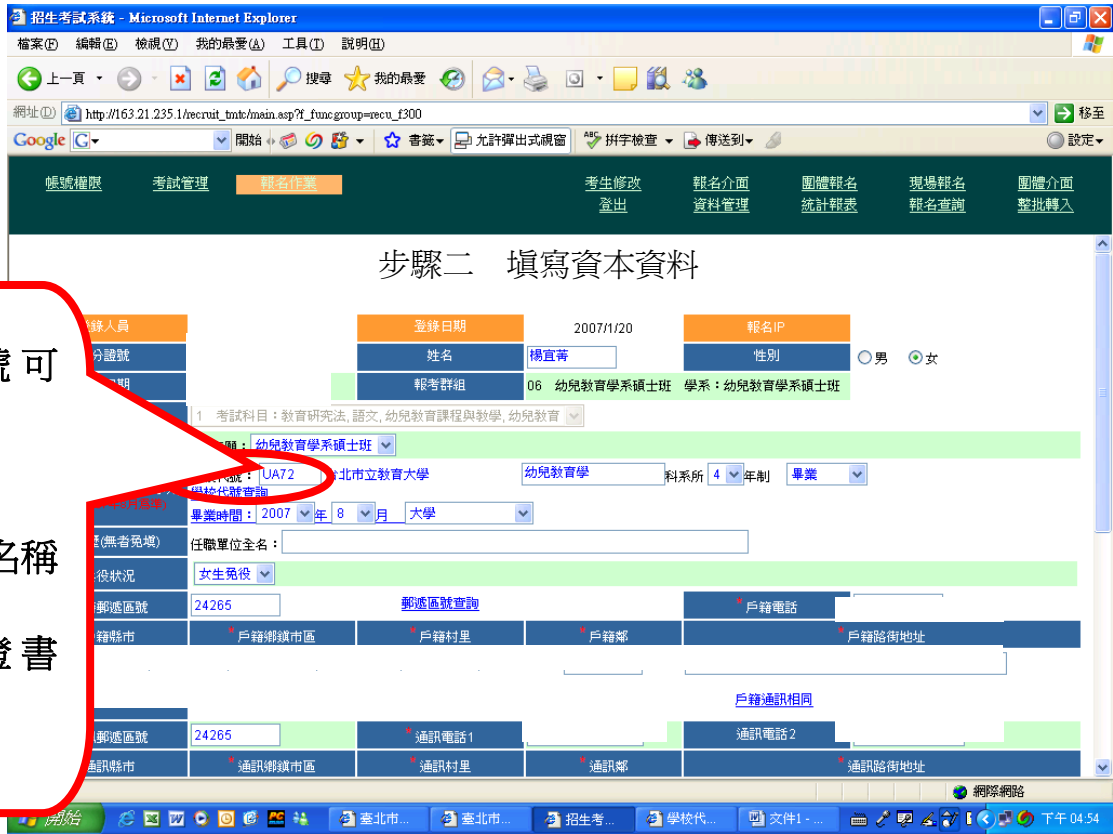 招生考試系統 - Microsoft Internet Explorer
檔案(F) 編輯(E) 檢視(V) 我的最愛(A) 工具(T) 說明(H)
上一頁 搜尋 我的最愛
網址(D) http://163.21.235.1/recruit_tmtc/main.asp?f_funcgroup=recu_f300 移至
Google 開始 書籤 允許彈出式視窗 拼字檢查 傳送到 設定
帳號權限 考試管理 報名作業 考生修改 報名介面 團體報名 現場報名 團體介面
登出 資料管理 統計報表 報名查詢 整批轉入
步驟二 填寫資本資料
錄人員 登錄日期 2007/1/20 報名IP
分證號 姓名 楊宜菁 性別 男 女
日期 報考群組 06 幼兒教育學系碩士班 學系：幼兒教育學系碩士班
1 考試科目：教育研究法, 語文, 幼兒教育課程與教學, 幼兒教育
願： 幼兒教育學系碩士班
代號： UA72 台北市立教育大學 幼兒教育學 科系所 4 年制 畢業
學校代號查詢
畢業時間： 2007 年 8 月 大學
(無者免填) 任職單位全名：
役狀況 女生免役
郵遞區號 24265 郵遞區號查詢 *戶籍電話
籍縣市 *戶籍鄉鎮市區 *戶籍村里 *戶籍鄰 *戶籍路街地址
戶籍通訊相同
郵遞區號 24265 *通訊電話1 通訊電話2
通訊縣市 *通訊鄉鎮市區 *通訊村里 *通訊鄰 *通訊路街地址
號可
名稱
證書
網際網路
開始 臺北市... 臺北市... 招生考... 學校代... 文件1 - ... 下午 04:54